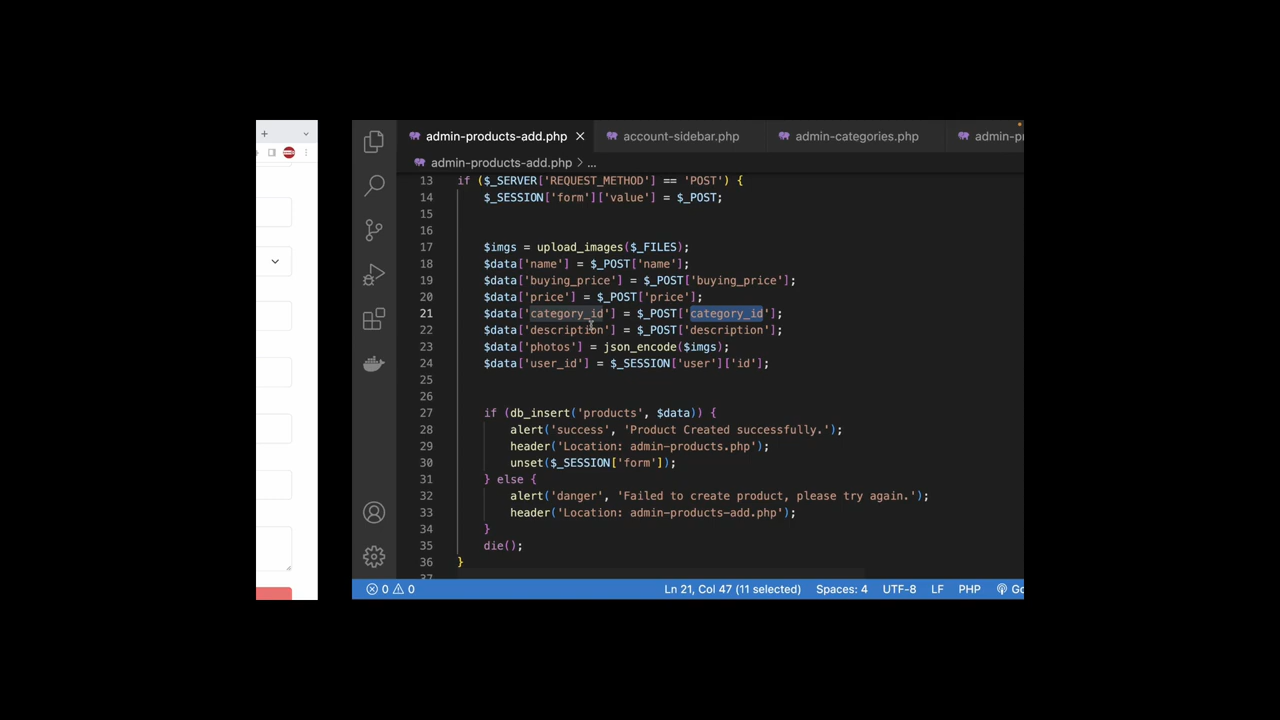 admin-products-add.php
account-sidebar.php
admin-categories.php
admin-pr
admin-products-add.php > ...
13 if ($_SERVER['REQUEST_METHOD'] == 'POST') {
14 $_SESSION['form']['value'] = $_POST;
15
16
17 $imgs = upload_images($_FILES);
18 $data['name'] = $_POST['name'];
19 $data['buying_price'] = $_POST['buying_price'];
20 $data['price'] = $_POST['price'];
21 $data['category_id'] = $_POST['category_id'];
22 $data['description'] = $_POST['description'];
23 $data['photos'] = json_encode($imgs);
24 $data['user_id'] = $_SESSION['user']['id'];
25
26
27 if (db_insert('products', $data)) {
28 alert('success', 'Product Created successfully.');
29 header('Location: admin-products.php');
30 unset($_SESSION['form']);
31 } else {
32 alert('danger', 'Failed to create product, please try again.');
33 header('Location: admin-products-add.php');
34 }
35 die();
36 }
37
0 0 Ln 21, Col 47 (11 selected) Spaces: 4 UTF-8 LF PHP Go